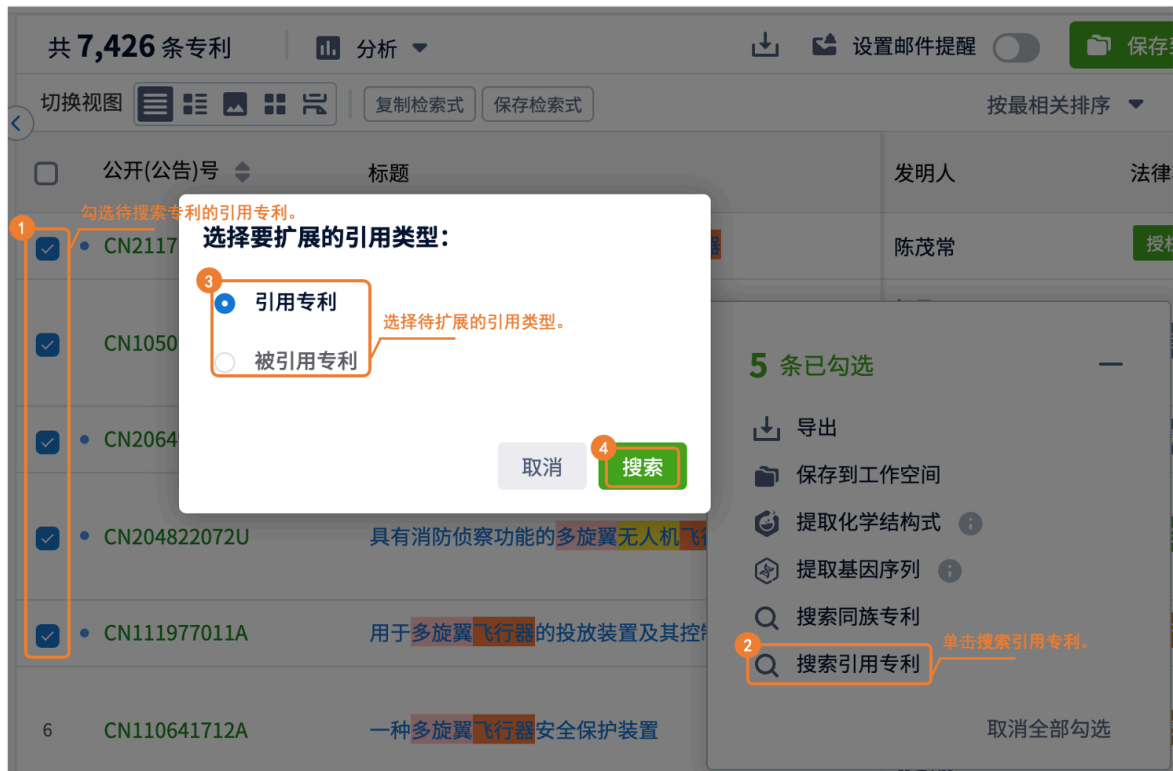 共 7,426 条专利 分析 设置邮件提醒 保存到
切换视图 复制检索式 保存检索式 按最相关排序
公开(公告)号 标题 发明人 法律
勾选待搜索专利的引用专利。
1
CN2117 器 陈茂常 授权
选择要扩展的引用类型：
3
引用专利
选择待扩展的引用类型。
被引用专利
CN1050
5 条已勾选
导出
CN2064
4
取消 搜索
保存到工作空间
CN204822072U 具有消防侦察功能的多旋翼无人机飞行
提取化学结构式
提取基因序列
搜索同族专利
CN111977011A 用于多旋翼飞行器的投放装置及其控制
2
单击搜索引用专利。
搜索引用专利
6 CN110641712A 一种多旋翼飞行器安全保护装置
取消全部勾选